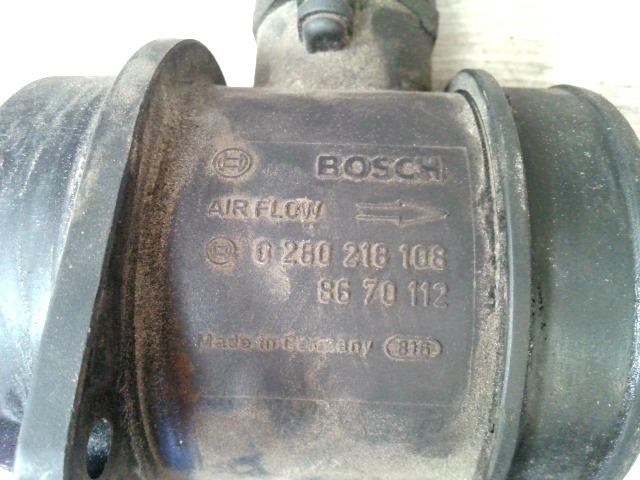 BOSCH
AIR FLOW
0 280 218 108
86 70 112
Made in Germany 815